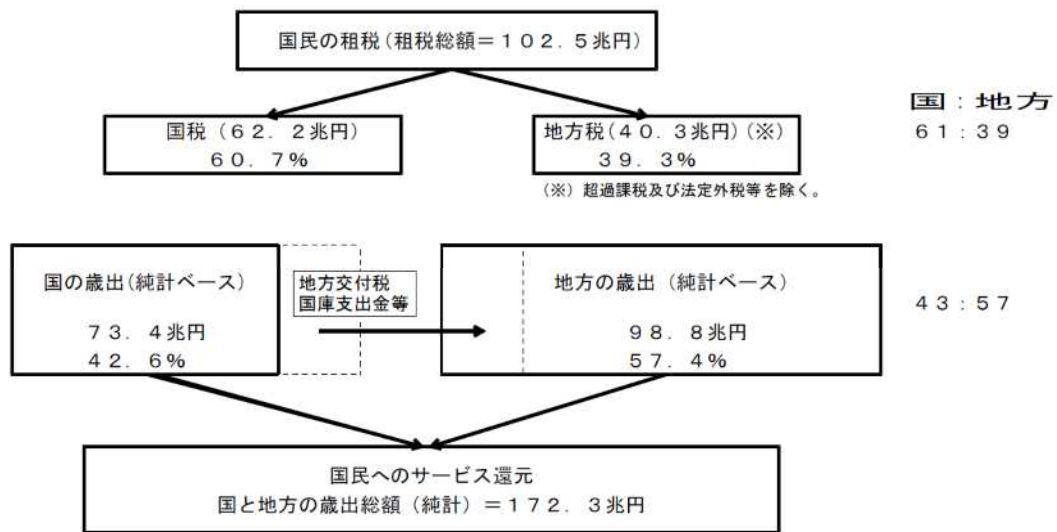 国民の租税(租税総額=102.5兆円)
国:地方
国税(62.2兆円)
60.7%
地方税(40.3兆円)(※)
39.3%
61:39
(※)超過課税及び法定外税等を除く。
国の歳出(純計ベース)
73.4兆円
42.6%
地方交付税
国庫支出金等
地方の歳出(純計ベース)
98.8兆円
57.4%
43:57
国民へのサービス還元
国と地方の歳出総額(純計)=172.3兆円